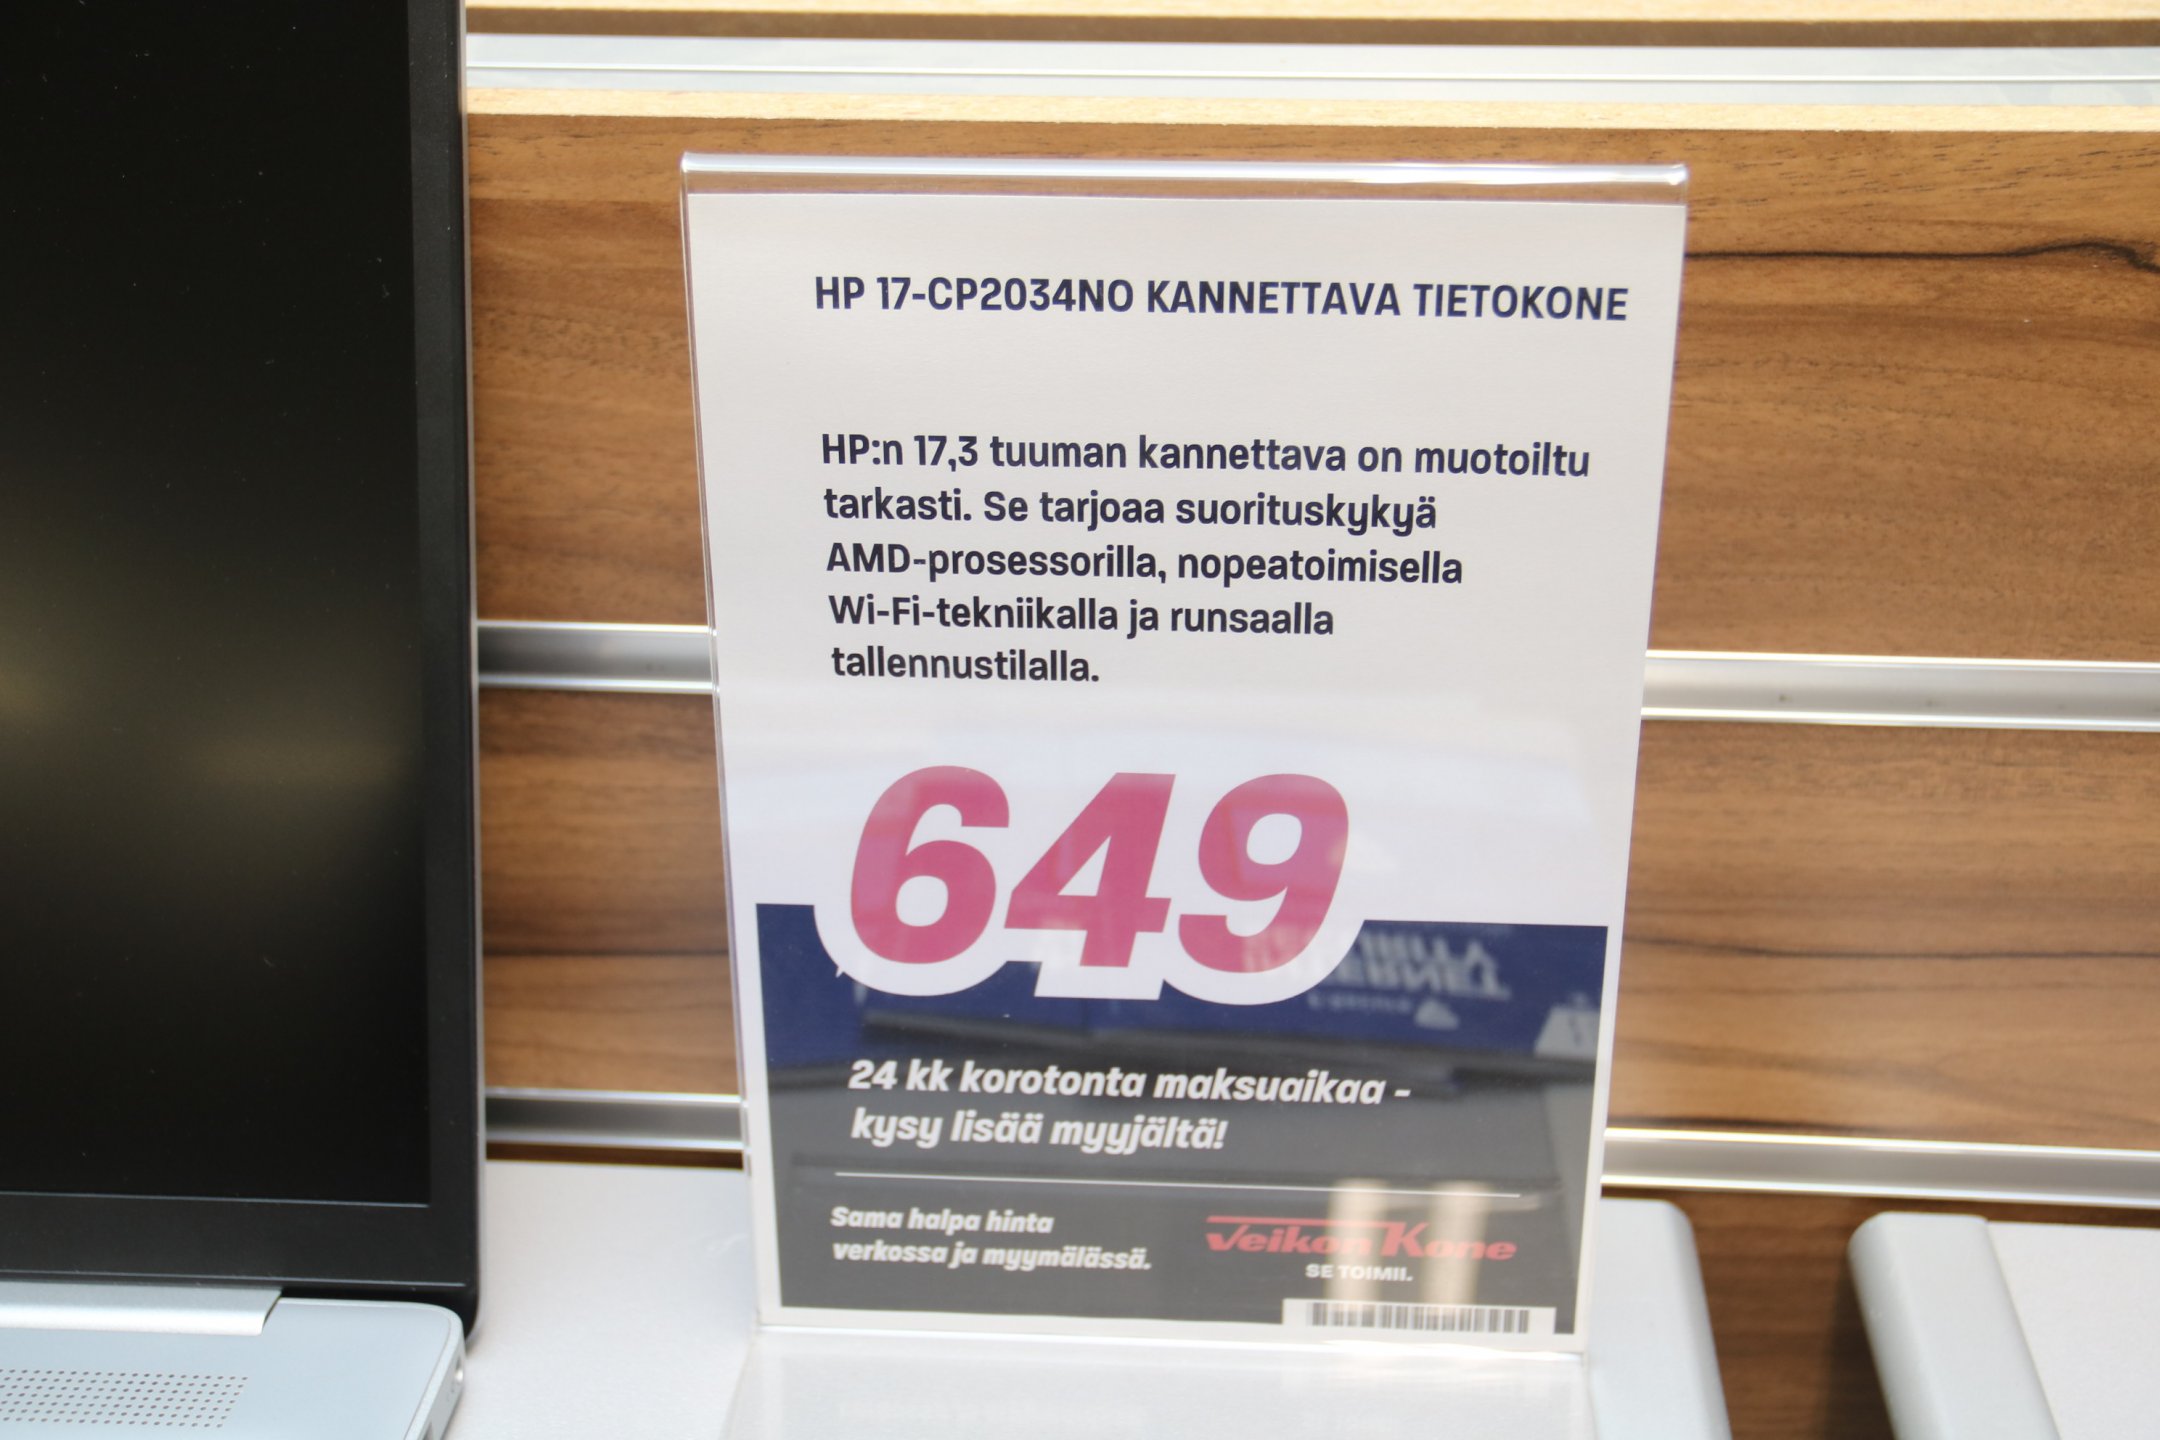 HP 17-CP2034NO KANNETTAVA TIETOKONE
HP:n 17,3 tuuman kannettava on muotoiltu
tarkasti. Se tarjoaa suorituskykyä
AMD-prosessorilla, nopeatoimisella
Wi-Fi-tekniikalla ja runsaalla
tallennustilalla.
649
24 kk korotonta maksuaikaa -
kysy lisää myyjältä!
Sama halpa hinta
verkossa ja myymälässä.
Veikon Kone
SE TOIMII.